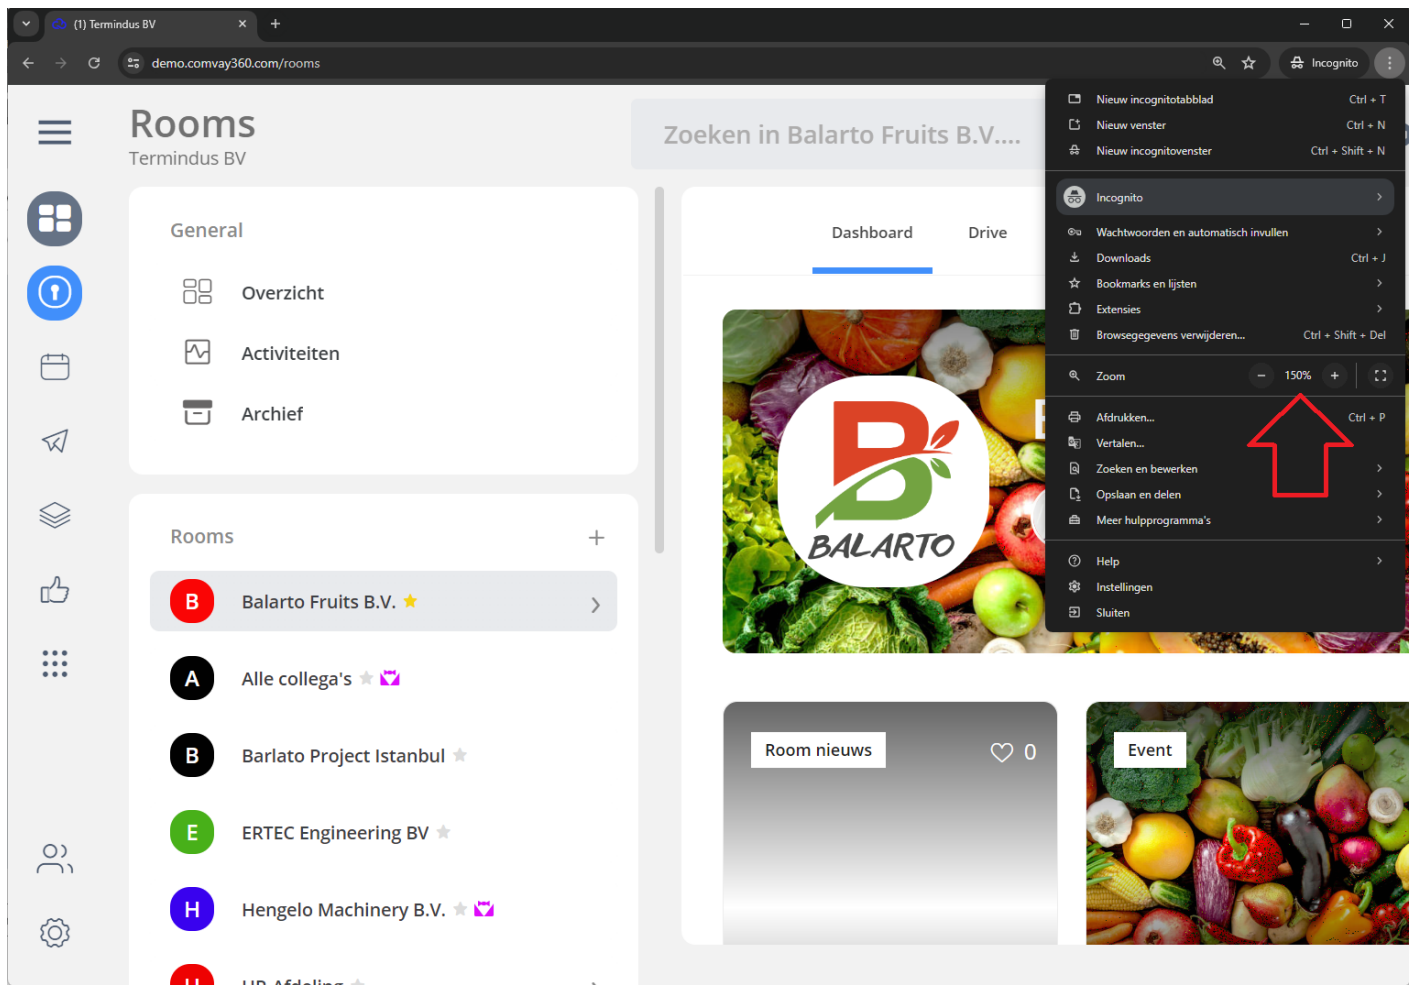 (1) Termindus BV
demo.comvay360.com/rooms
Incognito
Rooms
Termindus BV
Zoeken in Balarto Fruits B.V....
General
Overzicht
Activiteiten
Archief
Rooms
B Balarto Fruits B.V.
A Alle collega's
B Barlato Project Istanbul
E ERTEC Engineering BV
H Hengelo Machinery B.V.
H HR Afdeling
Dashboard Drive
B
BALARTO
Room nieuws 0
Event
Nieuw incognitotabblad Ctrl + T
Nieuw venster Ctrl + N
Nieuw incognitovenster Ctrl + Shift + N
Incognito
Wachtwoorden en automatisch invullen
Downloads Ctrl + J
Bookmarks en lijsten
Extensies
Browsegegevens verwijderen... Ctrl + Shift + Del
Zoom - 150% +
Afdrukken... Ctrl + P
Vertalen...
Zoeken en bewerken
Opslaan en delen
Meer hulpprogramma's
Help
Instellingen
Sluiten